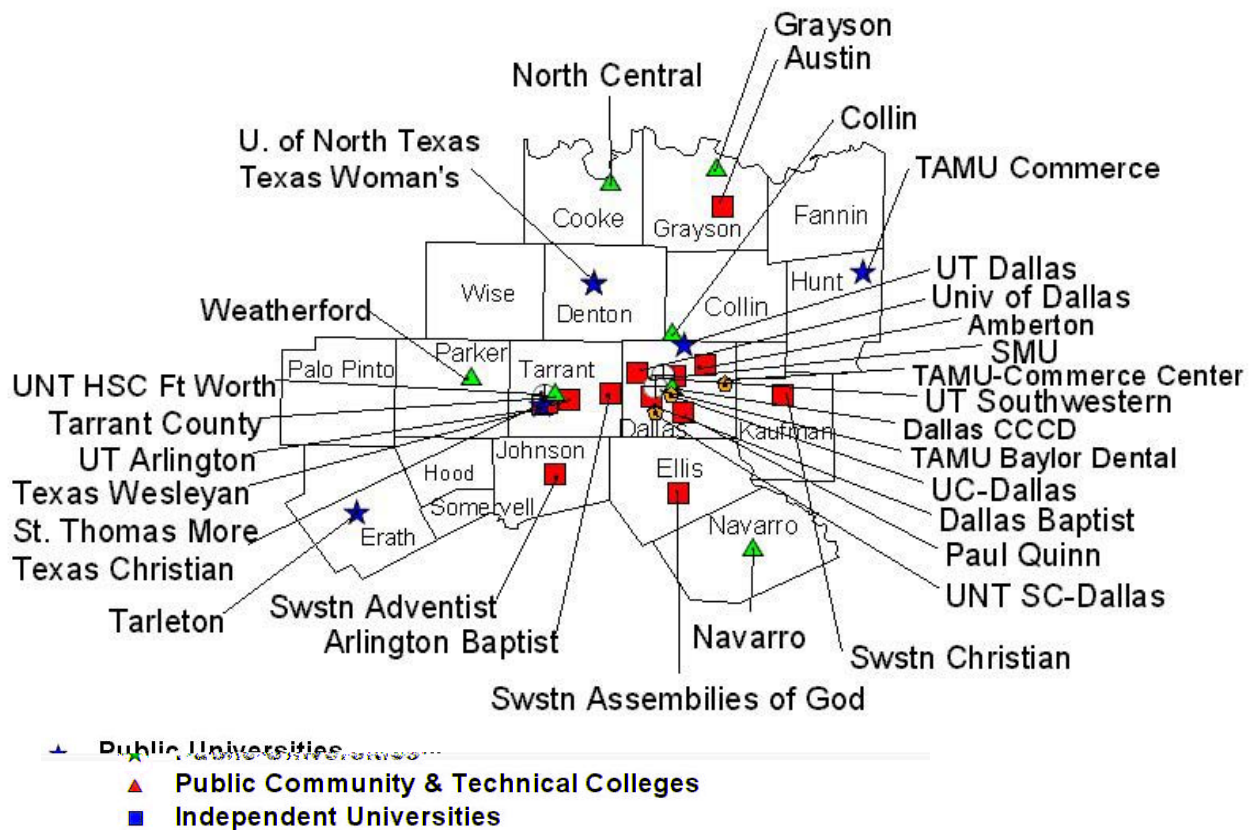 Grayson
Austin
North Central
Collin
U. of North Texas
Texas Woman's
TAMU Commerce
Cooke
Grayson
Fannin
UT Dallas
Hunt
Univ of Dallas
Wise
Collin
Weatherford
Denton
Amberton
SMU
Parker
Palo Pinto
Tarrant
TAMU-Commerce Center
UNT HSC Ft Worth
UT Southwestern
Tarrant County
Dallas
Kaufman
Dallas CCCD
UT Arlington
Johnson
TAMU Baylor Dental
Hood
Ellis
Texas Wesleyan
UC-Dallas
Somervell
Dallas Baptist
St. Thomas More
Erath
Navarro
Paul Quinn
Texas Christian
UNT SC-Dallas
Swstn Adventist
Tarleton
Arlington Baptist
Navarro
Swstn Christian
Swstn Assembilies of God
Public Universities
Public Community & Technical Colleges
Independent Universities